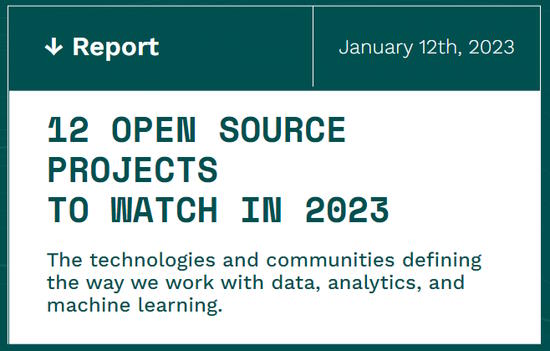 ↓ Report
January 12th, 2023
12 OPEN SOURCE
PROJECTS
TO WATCH IN 2023
The technologies and communities defining
the way we work with data, analytics, and
machine learning.